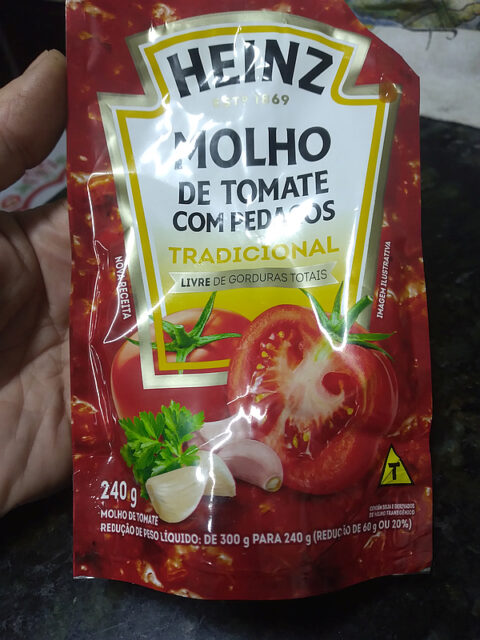 HEINZ
ESTD 1869
MOLHO
DE TOMATE
COM PEDAÇOS
TRADICIONAL
LIVRE DE GORDURAS TOTAIS
NOVA RECEITA
IMAGEM ILUSTRATIVA
T
240 g
MOLHO DE TOMATE
REDUÇÃO DE PESO LÍQUIDO: DE 300 g PARA 240 g (REDUÇÃO DE 60 g OU 20%)